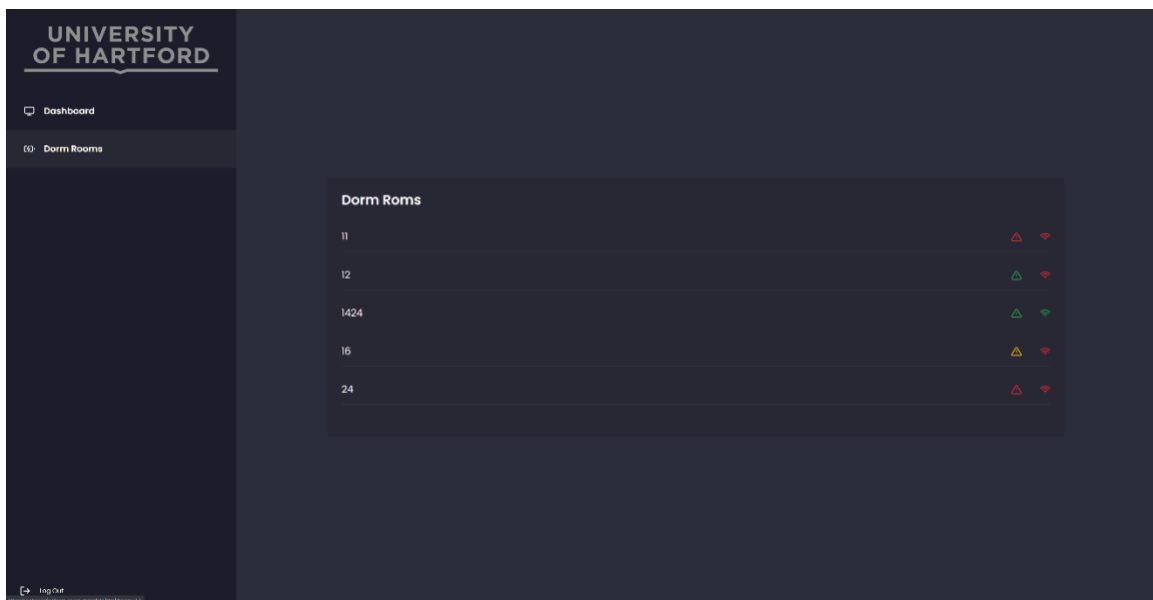 UNIVERSITY
OF HARTFORD
Dashboard
Dorm Rooms
Dorm Roms
11
12
1424
16
24
Log Out